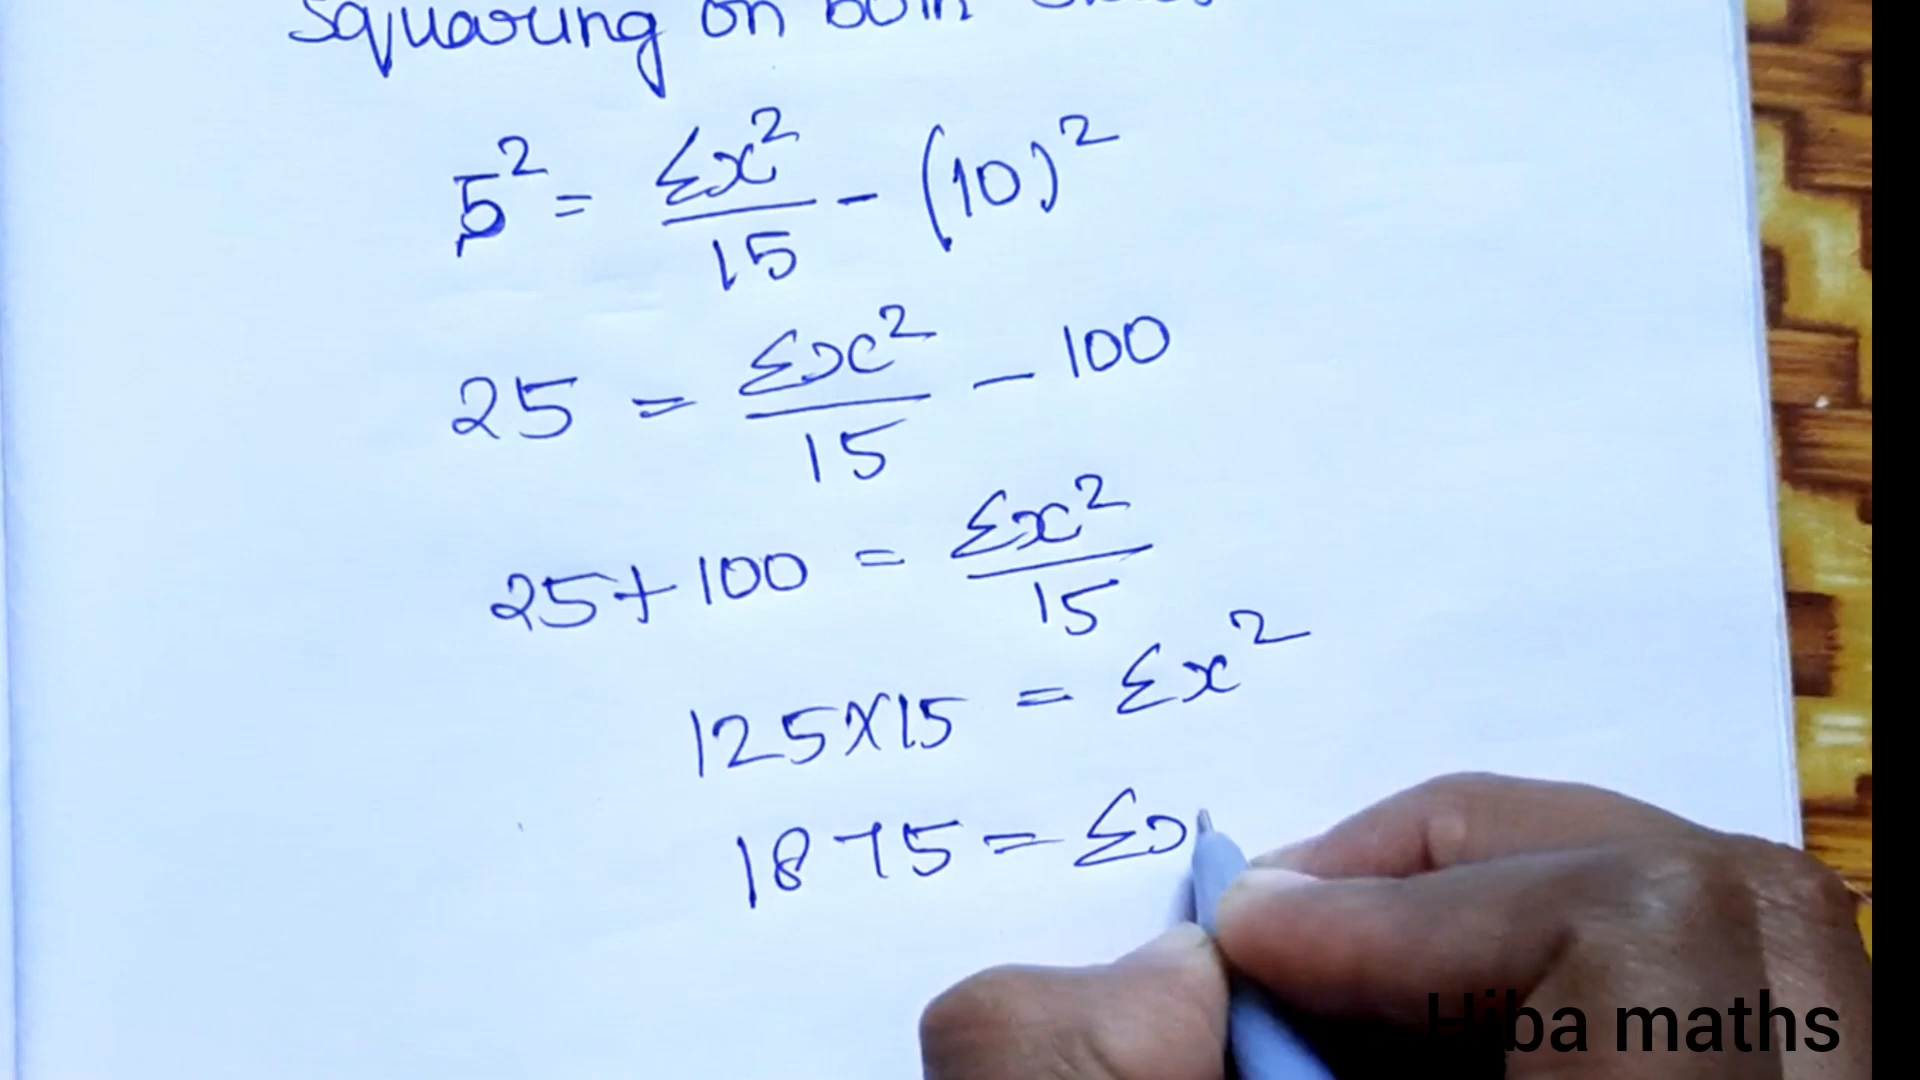 Squaring on both
5² = Σx²/15 - (10)²
25 = Σx²/15 - 100
25+100 = Σx²/15
125×15 = Σx²
1875 = Σx
Hiba maths